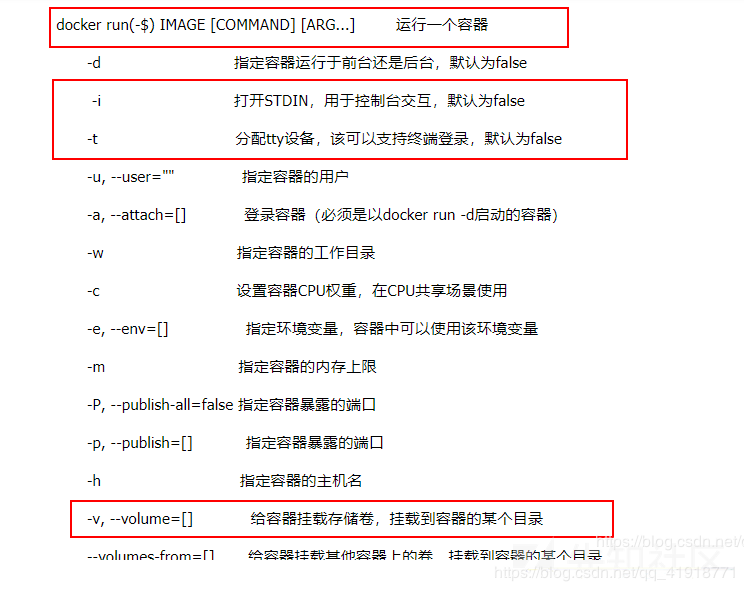 docker run(-$) IMAGE [COMMAND] [ARG...] 运行一个容器
-d 指定容器运行于前台还是后台，默认为false
-i 打开STDIN，用于控制台交互，默认为false
-t 分配tty设备，该可以支持终端登录，默认为false
-u, --user="" 指定容器的用户
-a, --attach=[] 登录容器（必须是以docker run -d启动的容器）
-w 指定容器的工作目录
-c 设置容器CPU权重，在CPU共享场景使用
-e, --env=[] 指定环境变量，容器中可以使用该环境变量
-m 指定容器的内存上限
-P, --publish-all=false 指定容器暴露的端口
-p, --publish=[] 指定容器暴露的端口
-h 指定容器的主机名
-v, --volume=[] 给容器挂载存储卷，挂载到容器的某个目录
--volumes-from=[] 给容器挂载其他容器上的卷，挂载到容器的某个目录
https://blog.csdn.net/
https://blog.csdn.net/qq_41918771